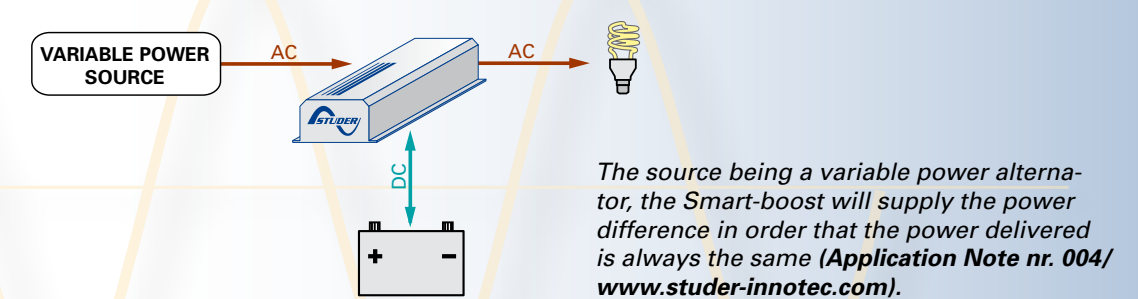 VARIABLE POWER
SOURCE
AC
AC
STUDER
DC
+ −
The source being a variable power alterna-
tor, the Smart-boost will supply the power
difference in order that the power delivered
is always the same (Application Note nr. 004/
www.studer-innotec.com).